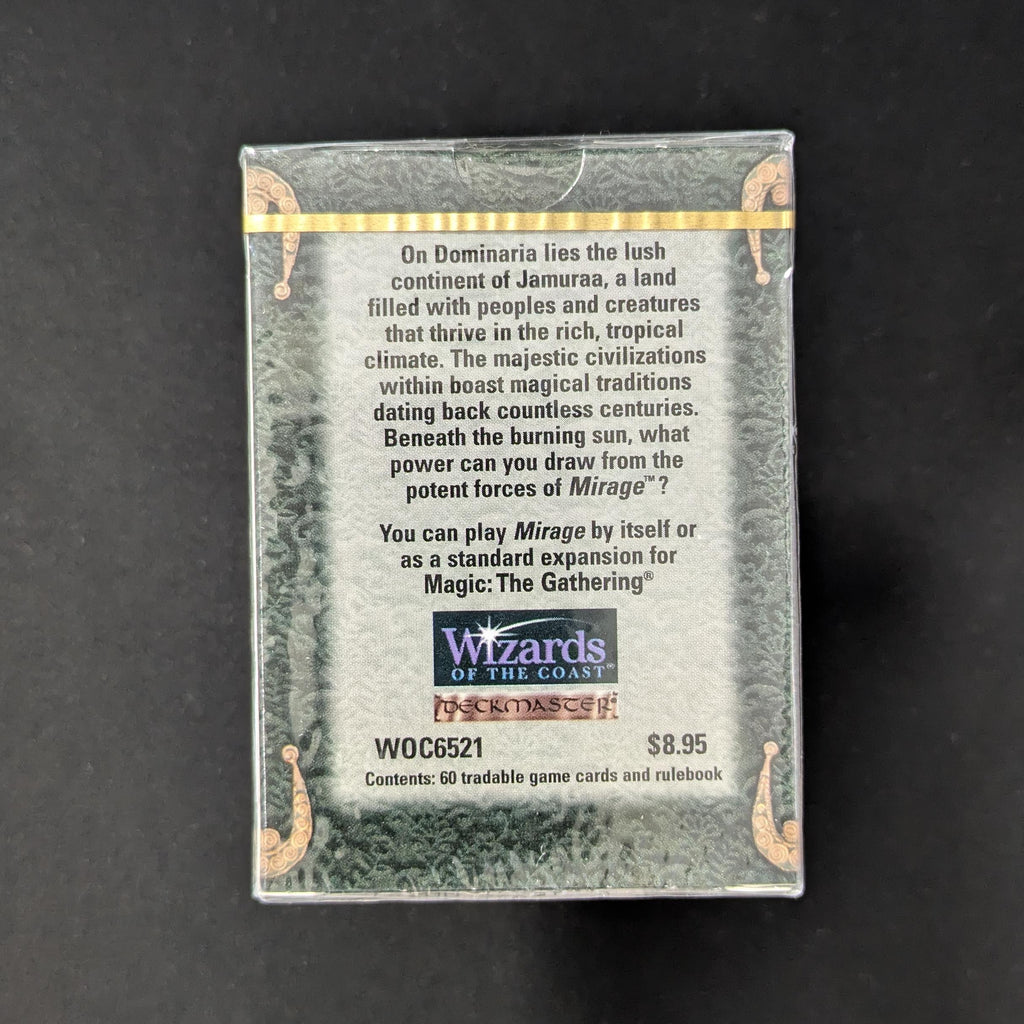 On Dominaria lies the lush
continent of Jamuraa, a land
filled with peoples and creatures
that thrive in the rich, tropical
climate. The majestic civilizations
within boast magical traditions
dating back countless centuries.
Beneath the burning sun, what
power can you draw from the
potent forces of Mirage™?
You can play Mirage by itself or
as a standard expansion for
Magic: The Gathering®
Wizards
OF THE COAST®
DECKMASTER
WOC6521 $8.95
Contents: 60 tradable game cards and rulebook